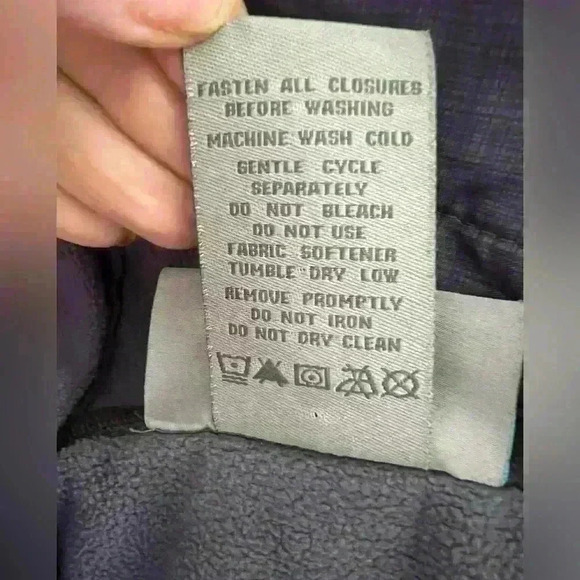 FASTEN ALL CLOSURES
BEFORE WASHING
MACHINE WASH COLD
GENTLE CYCLE
SEPARATELY
DO NOT BLEACH
DO NOT USE
FABRIC SOFTENER
TUMBLE DRY LOW
REMOVE PROMPTLY
DO NOT IRON
DO NOT DRY CLEAN